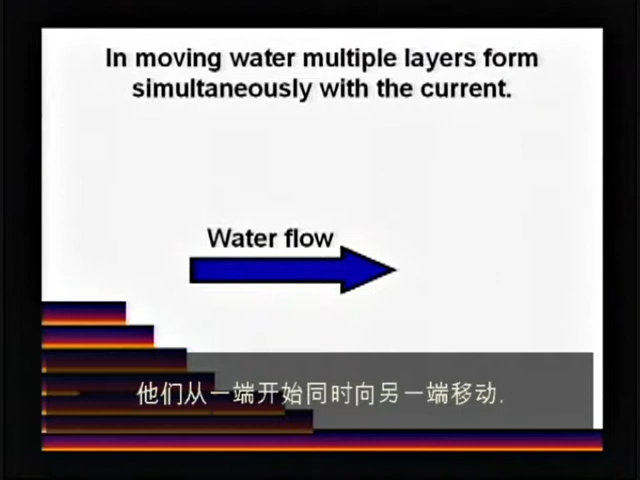 In moving water multiple layers form
simultaneously with the current.
Water flow
他们从一端开始同时向另一端移动.